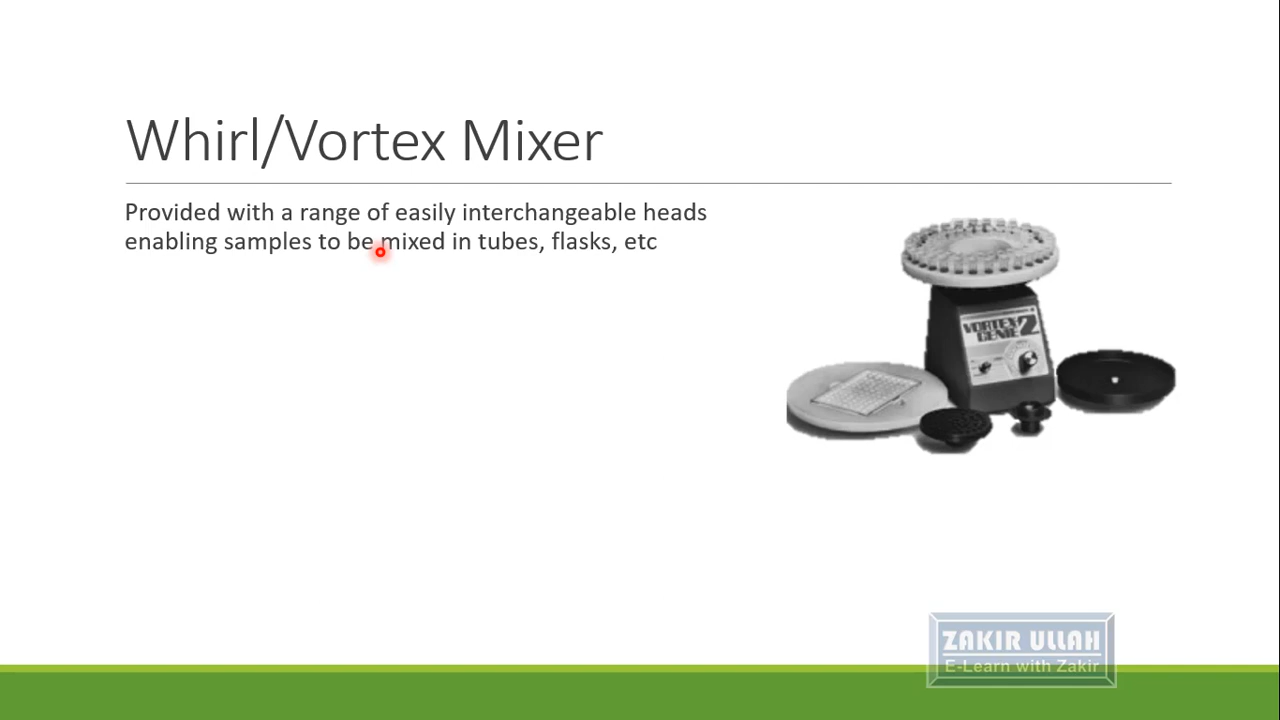 Whirl/Vortex Mixer
Provided with a range of easily interchangeable heads
enabling samples to be mixed in tubes, flasks, etc
VORTEX
GENIE 2
ZAKIR ULLAH
E-Learn with Zakir